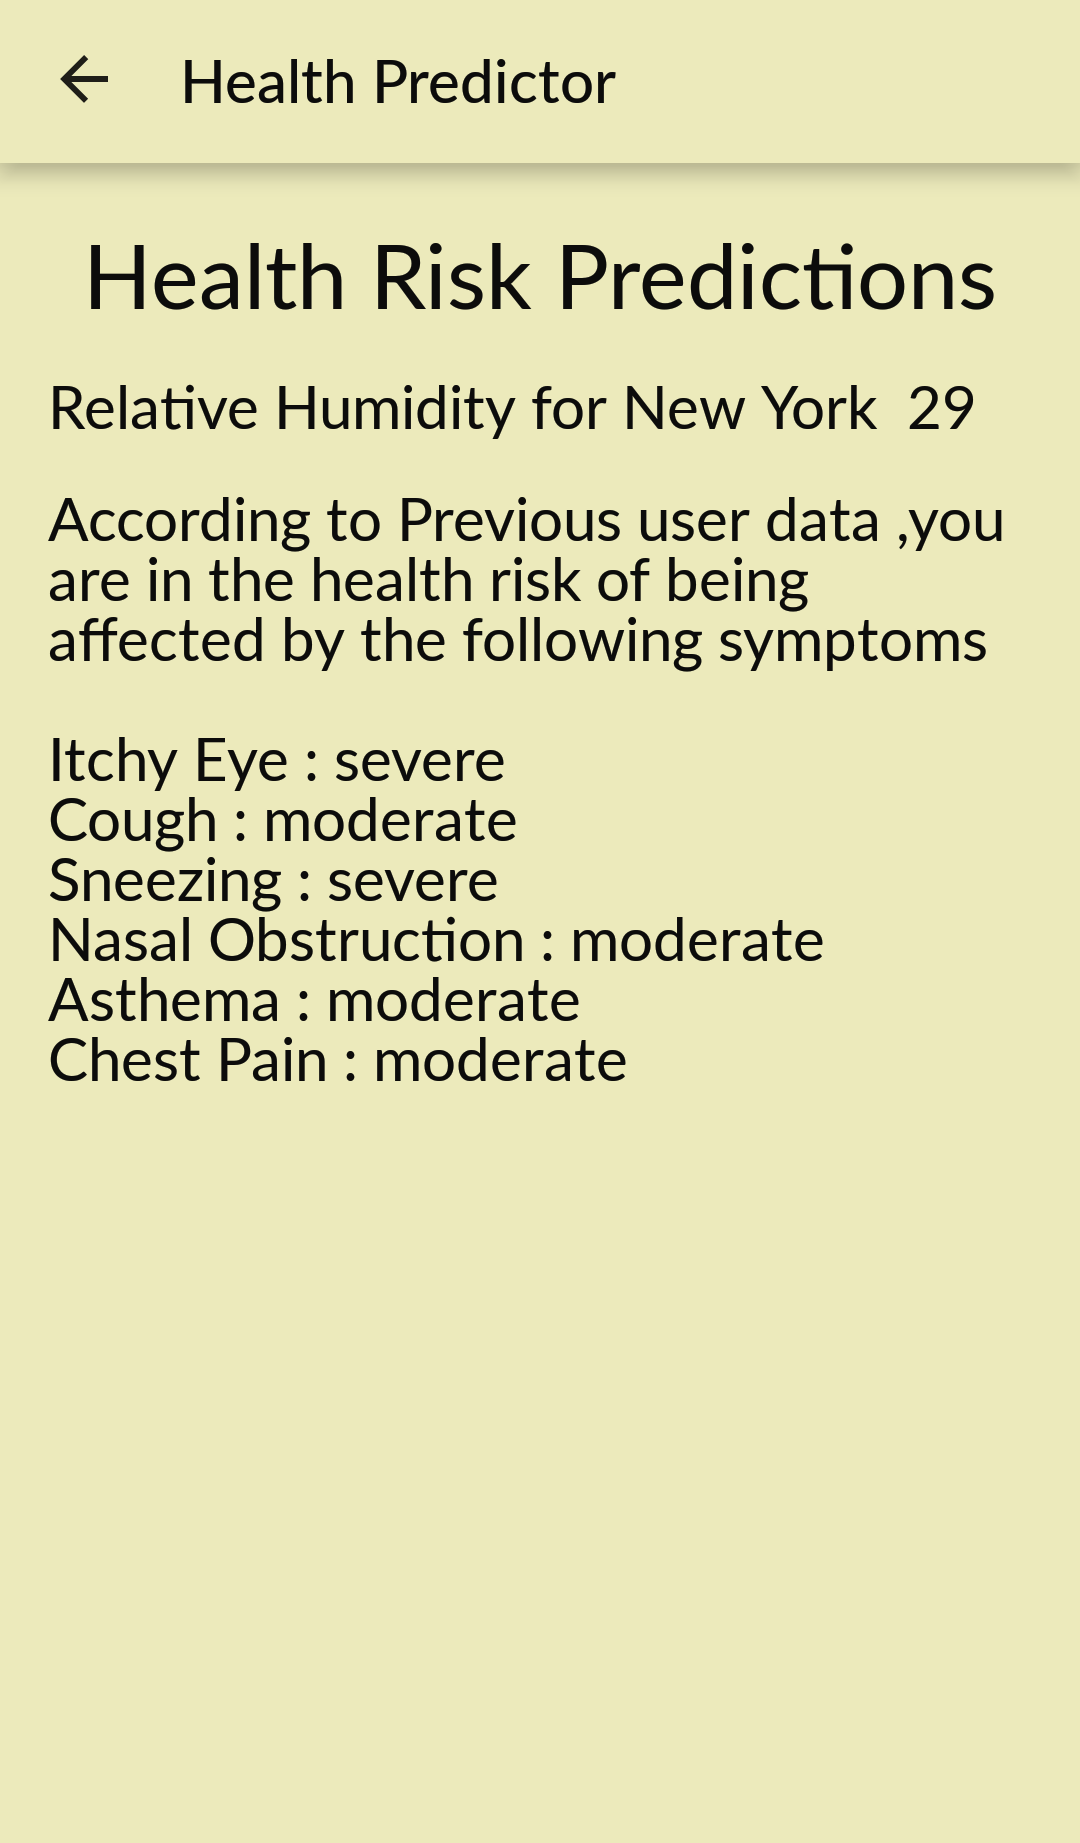 Health Predictor
Health Risk Predictions
Relative Humidity for New York  29
According to Previous user data ,you
are in the health risk of being
affected by the following symptoms
Itchy Eye : severe
Cough : moderate
Sneezing : severe
Nasal Obstruction : moderate
Asthema : moderate
Chest Pain : moderate